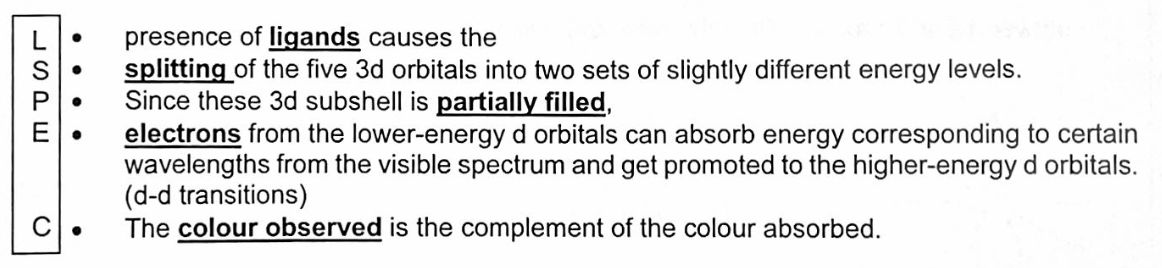 L • presence of ligands causes the
S • splitting of the five 3d orbitals into two sets of slightly different energy levels.
P • Since these 3d subshell is partially filled,
E • electrons from the lower-energy d orbitals can absorb energy corresponding to certain
wavelengths from the visible spectrum and get promoted to the higher-energy d orbitals.
(d-d transitions)
C • The colour observed is the complement of the colour absorbed.